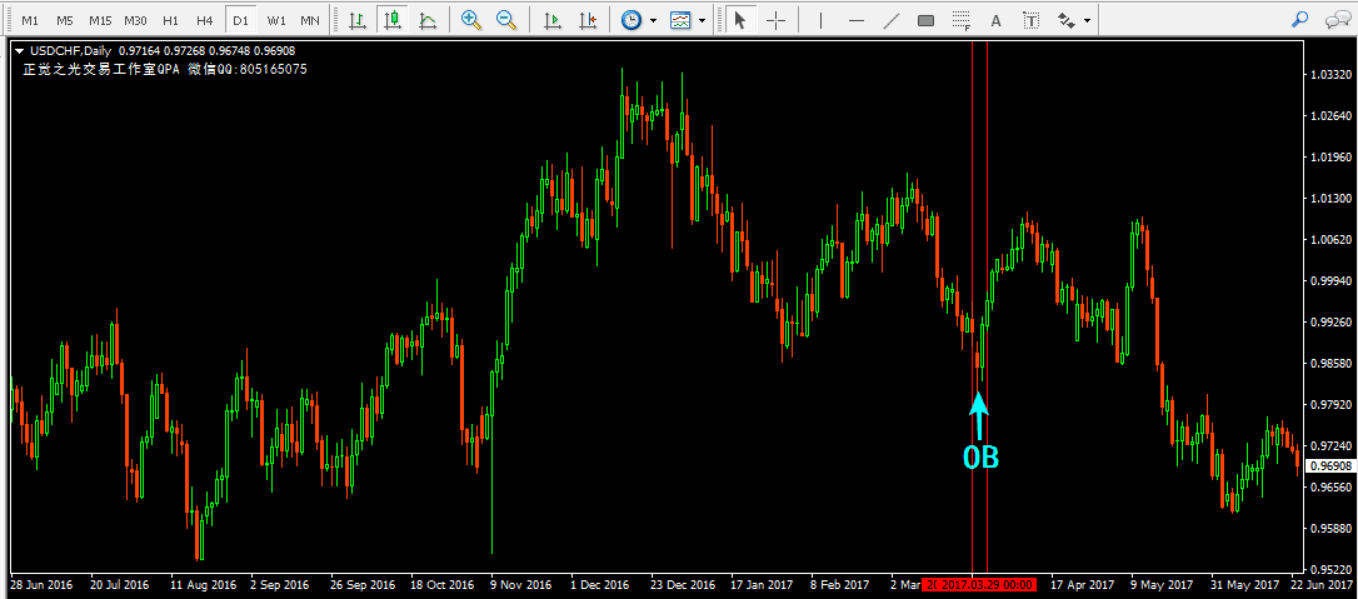 M1 M5 M15 M30 H1 H4 D1 W1 MN A T
USDCHF,Daily 0.97164 0.97268 0.96748 0.96908
正觉之光交易工作室QPA 微信QQ:805165075
1.03320
1.02640
1.01960
1.01300
1.00620
0.99940
0.99260
0.98580
0.97920
0.97240
0.96908
0.96560
0.95880
0.95220
OB
28 Jun 2016 20 Jul 2016 11 Aug 2016 2 Sep 2016 26 Sep 2016 18 Oct 2016 9 Nov 2016 1 Dec 2016 23 Dec 2016 17 Jan 2017 8 Feb 2017 2 Mar 2017.03.29 00:00 17 Apr 2017 9 May 2017 31 May 2017 22 Jun 2017